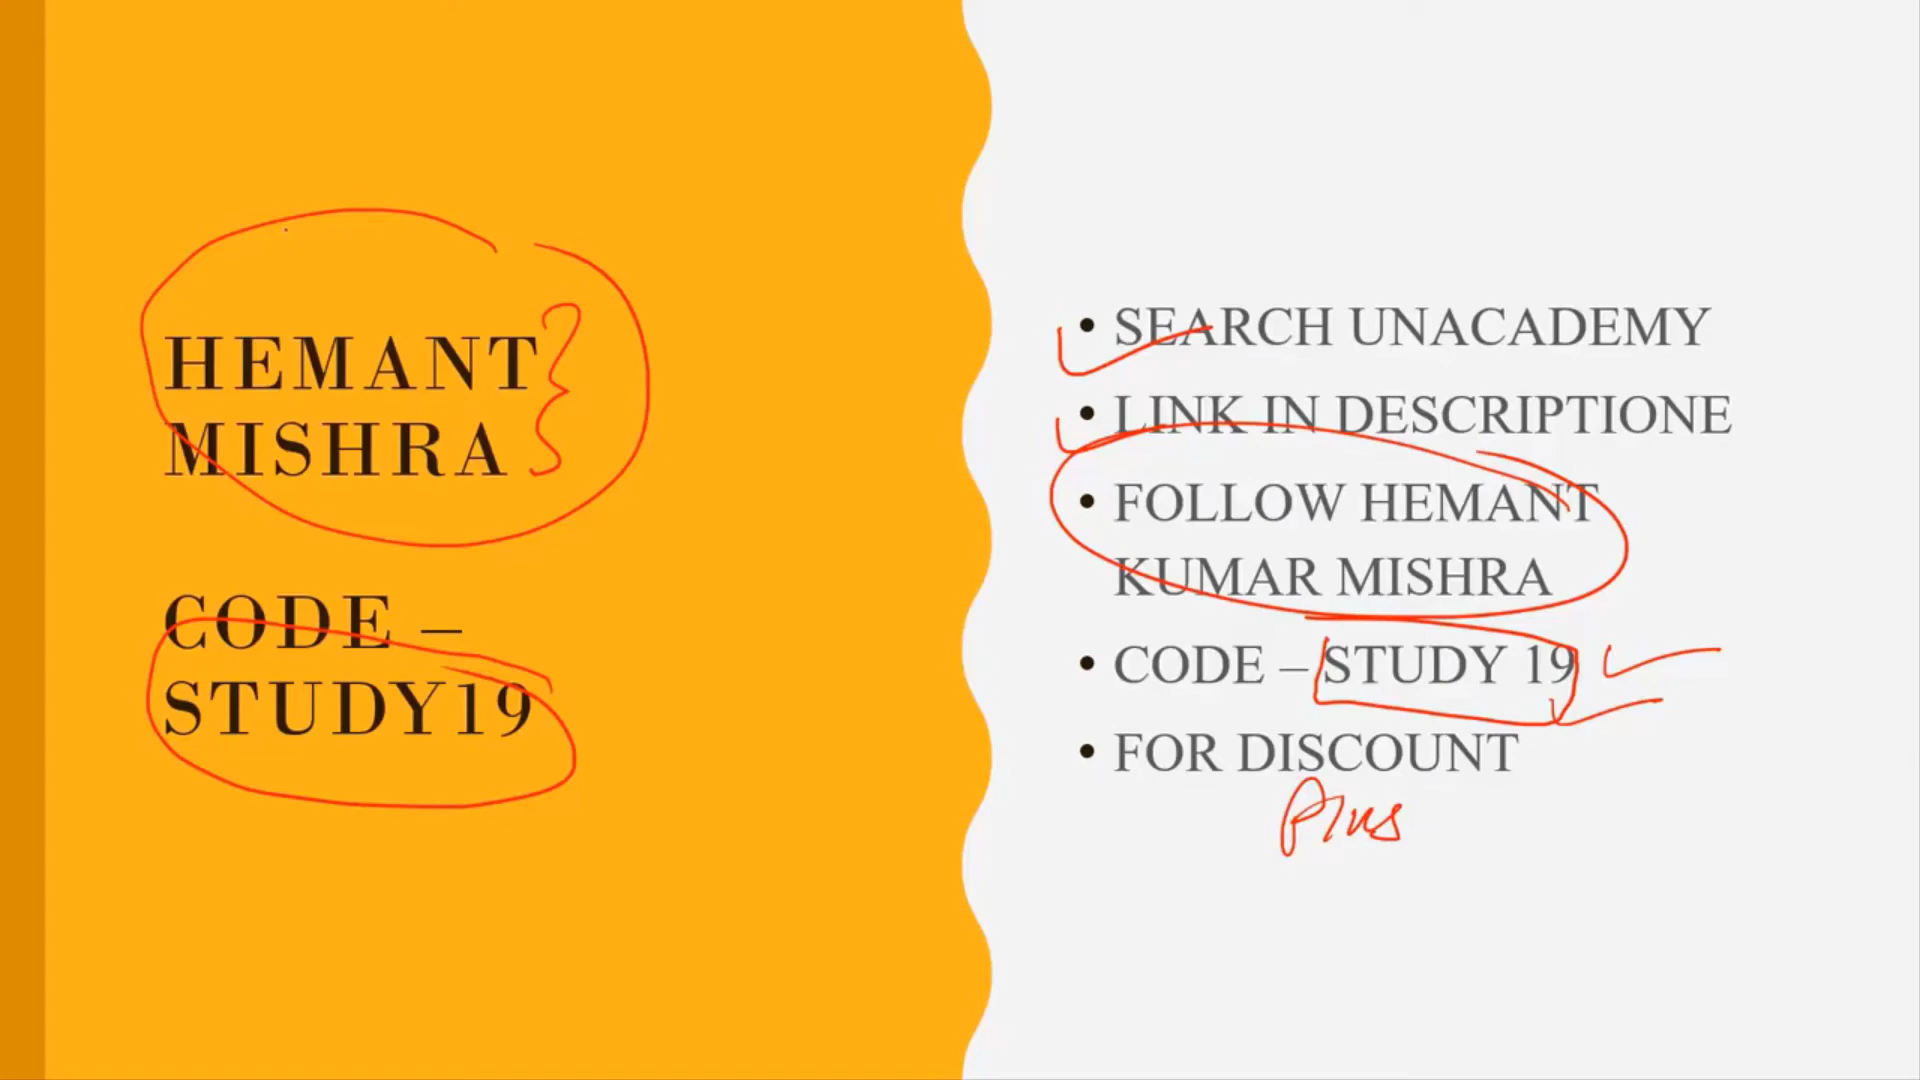 HEMANT
MISHRA
CODE –
STUDY19
• SEARCH UNACADEMY
• LINK IN DESCRIPTIONE
• FOLLOW HEMANT
KUMAR MISHRA
• CODE – STUDY 19
• FOR DISCOUNT
Plus